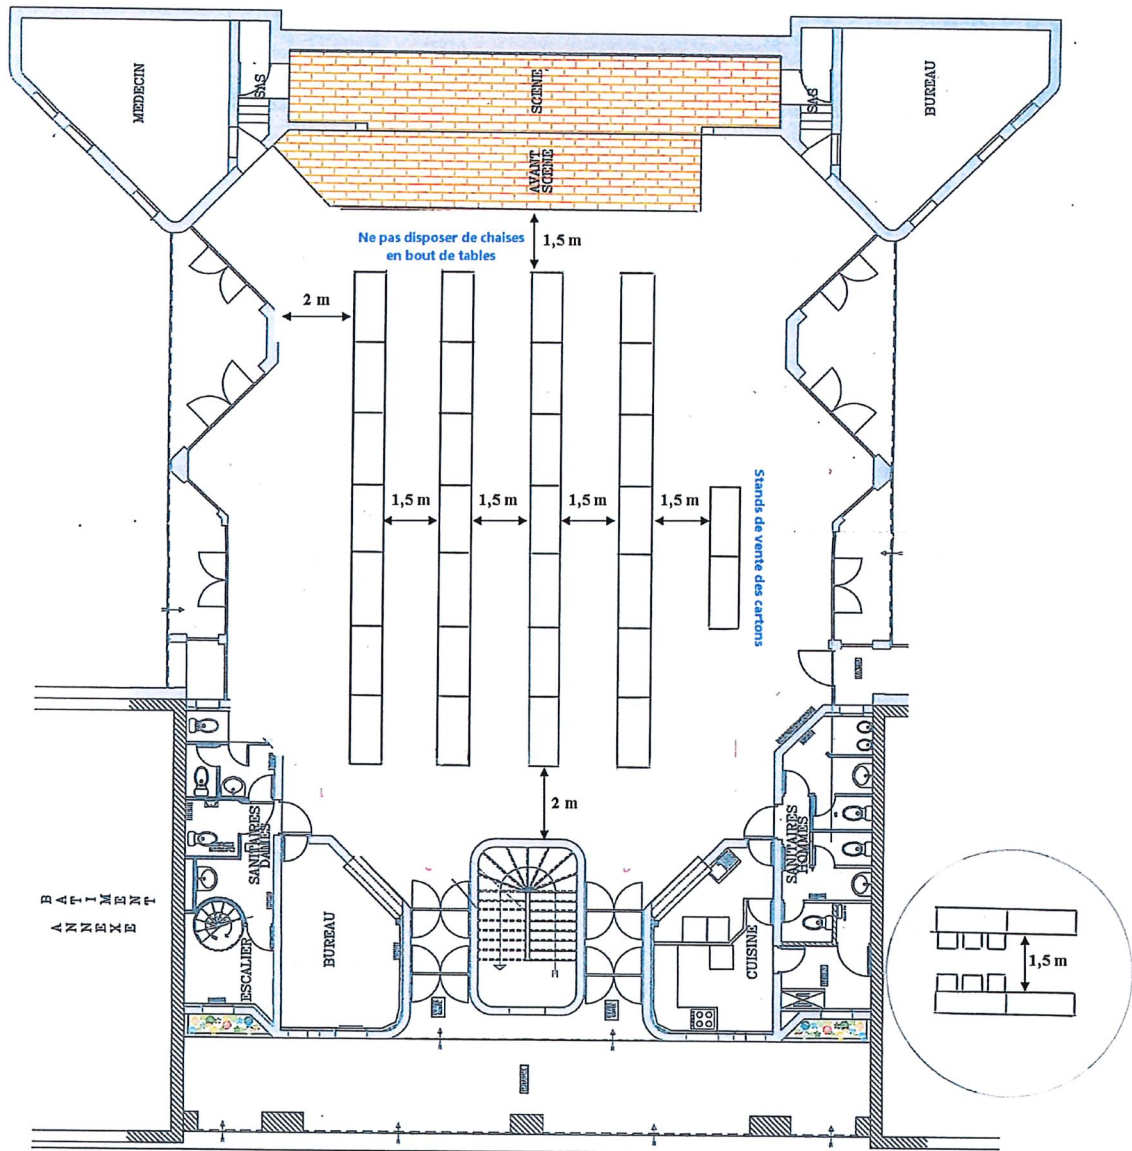 MEDECIN
SAS
SCENE
SAS
BUREAU
AVANT
SCENE
Ne pas disposer de chaises
en bout de tables
1,5 m
2 m
1,5 m
1,5 m
1,5 m
1,5 m
Stands de vente des cartons
2 m
SANITAIRES
DAMES
SANITAIRES
HOMMES
BATIMENT
ANNEXE
ESCALIER
BUREAU
CUISINE
1,5 m